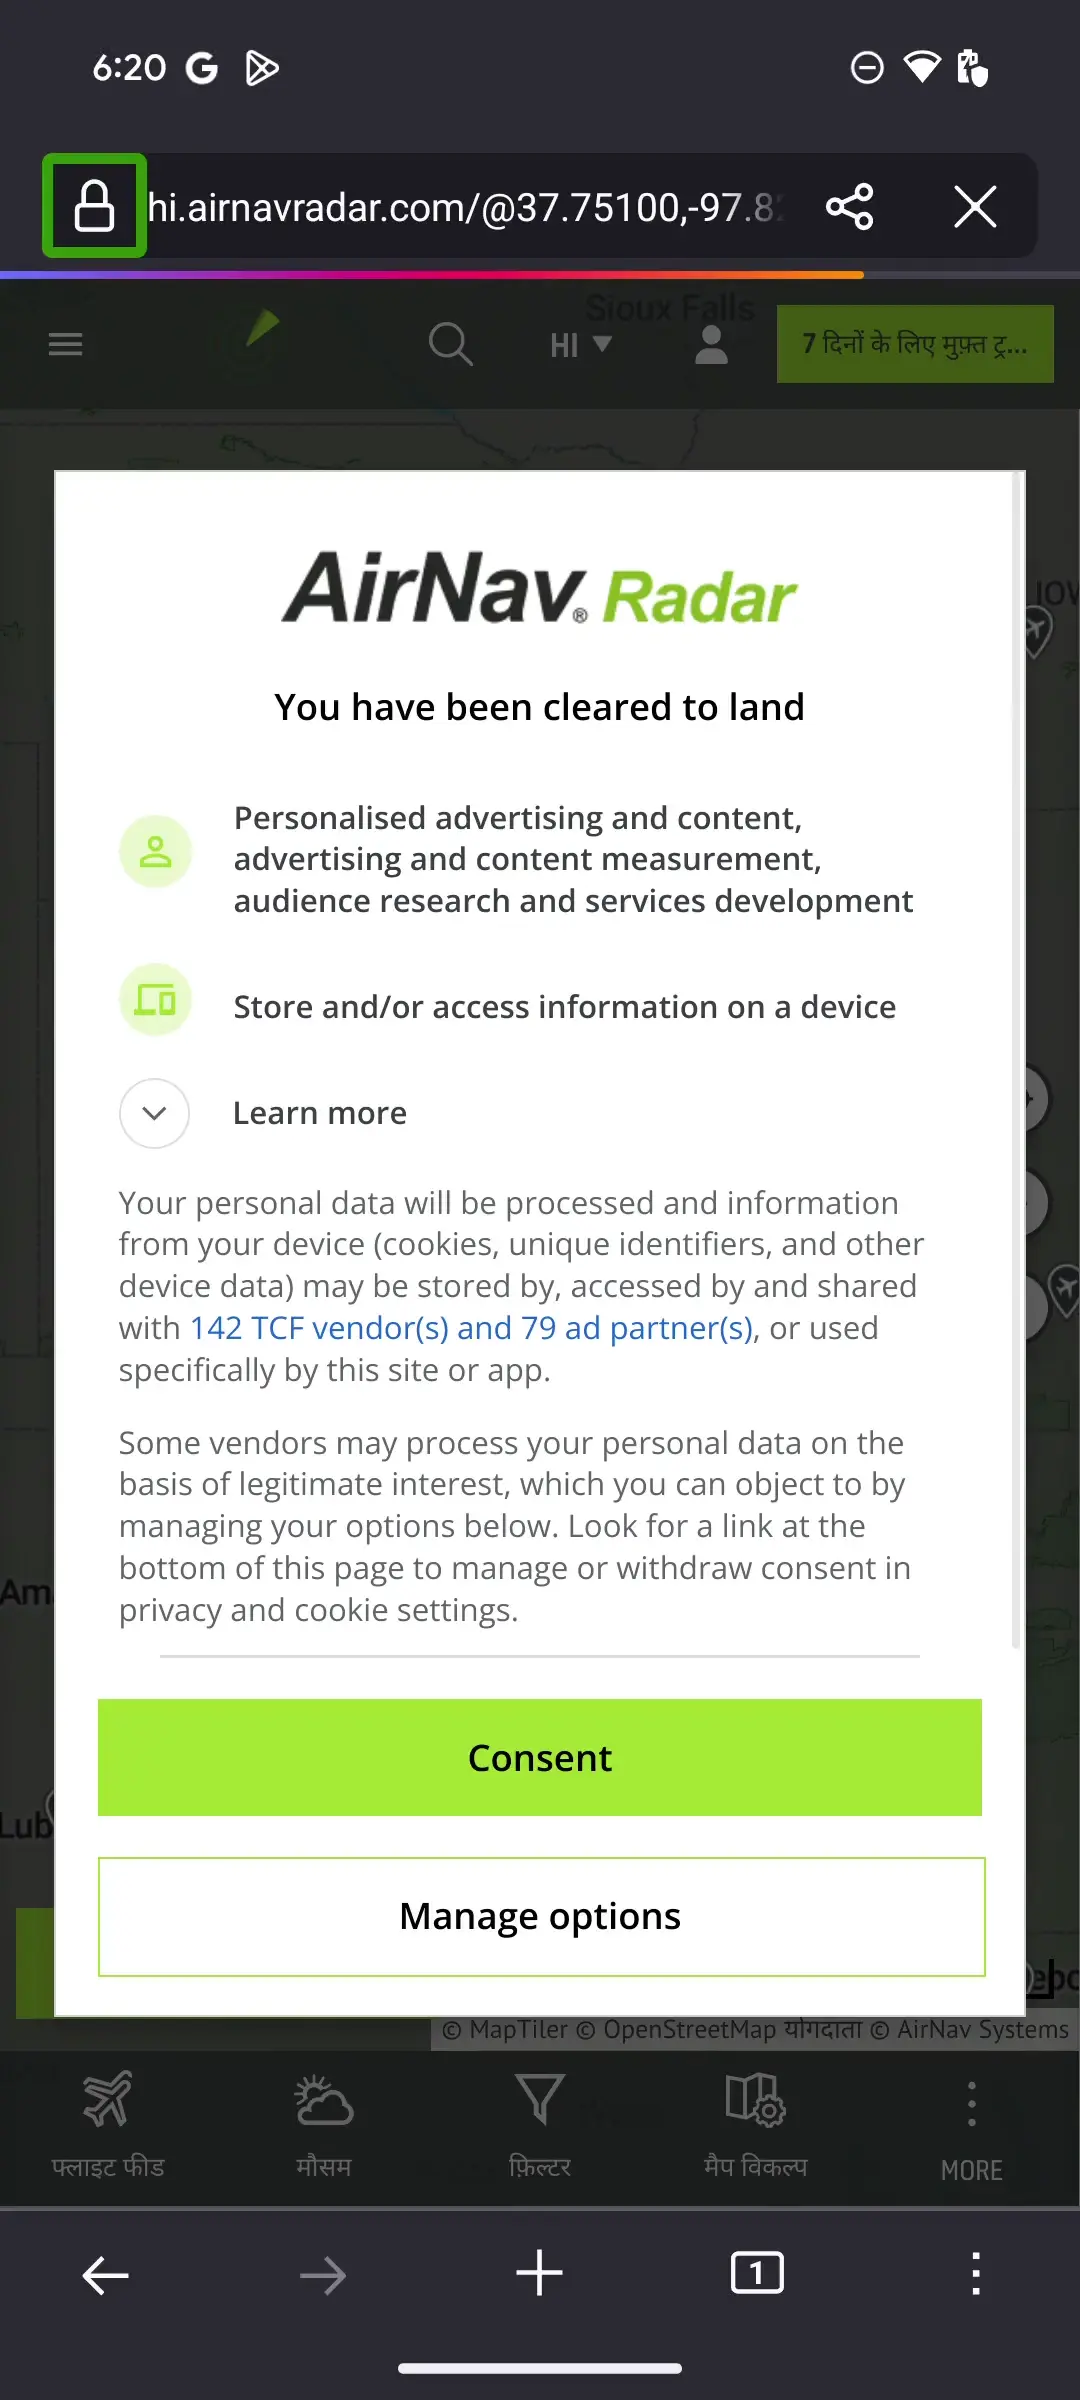 6:20
hi.airnavradar.com/@37.75100,-97.8
Sioux Falls
HI
7 दिनों के लिए मुफ़्त ट्र...
AirNav® Radar
You have been cleared to land
Personalised advertising and content,
advertising and content measurement,
audience research and services development
Store and/or access information on a device
Learn more
Your personal data will be processed and information
from your device (cookies, unique identifiers, and other
device data) may be stored by, accessed by and shared
with 142 TCF vendor(s) and 79 ad partner(s), or used
specifically by this site or app.
Some vendors may process your personal data on the
basis of legitimate interest, which you can object to by
managing your options below. Look for a link at the
bottom of this page to manage or withdraw consent in
privacy and cookie settings.
Am
Lub
Consent
Manage options
© MapTiler © OpenStreetMap योगदाता © AirNav Systems
फ्लाइट फीड
मौसम
फ़िल्टर
मैप विकल्प
MORE
1